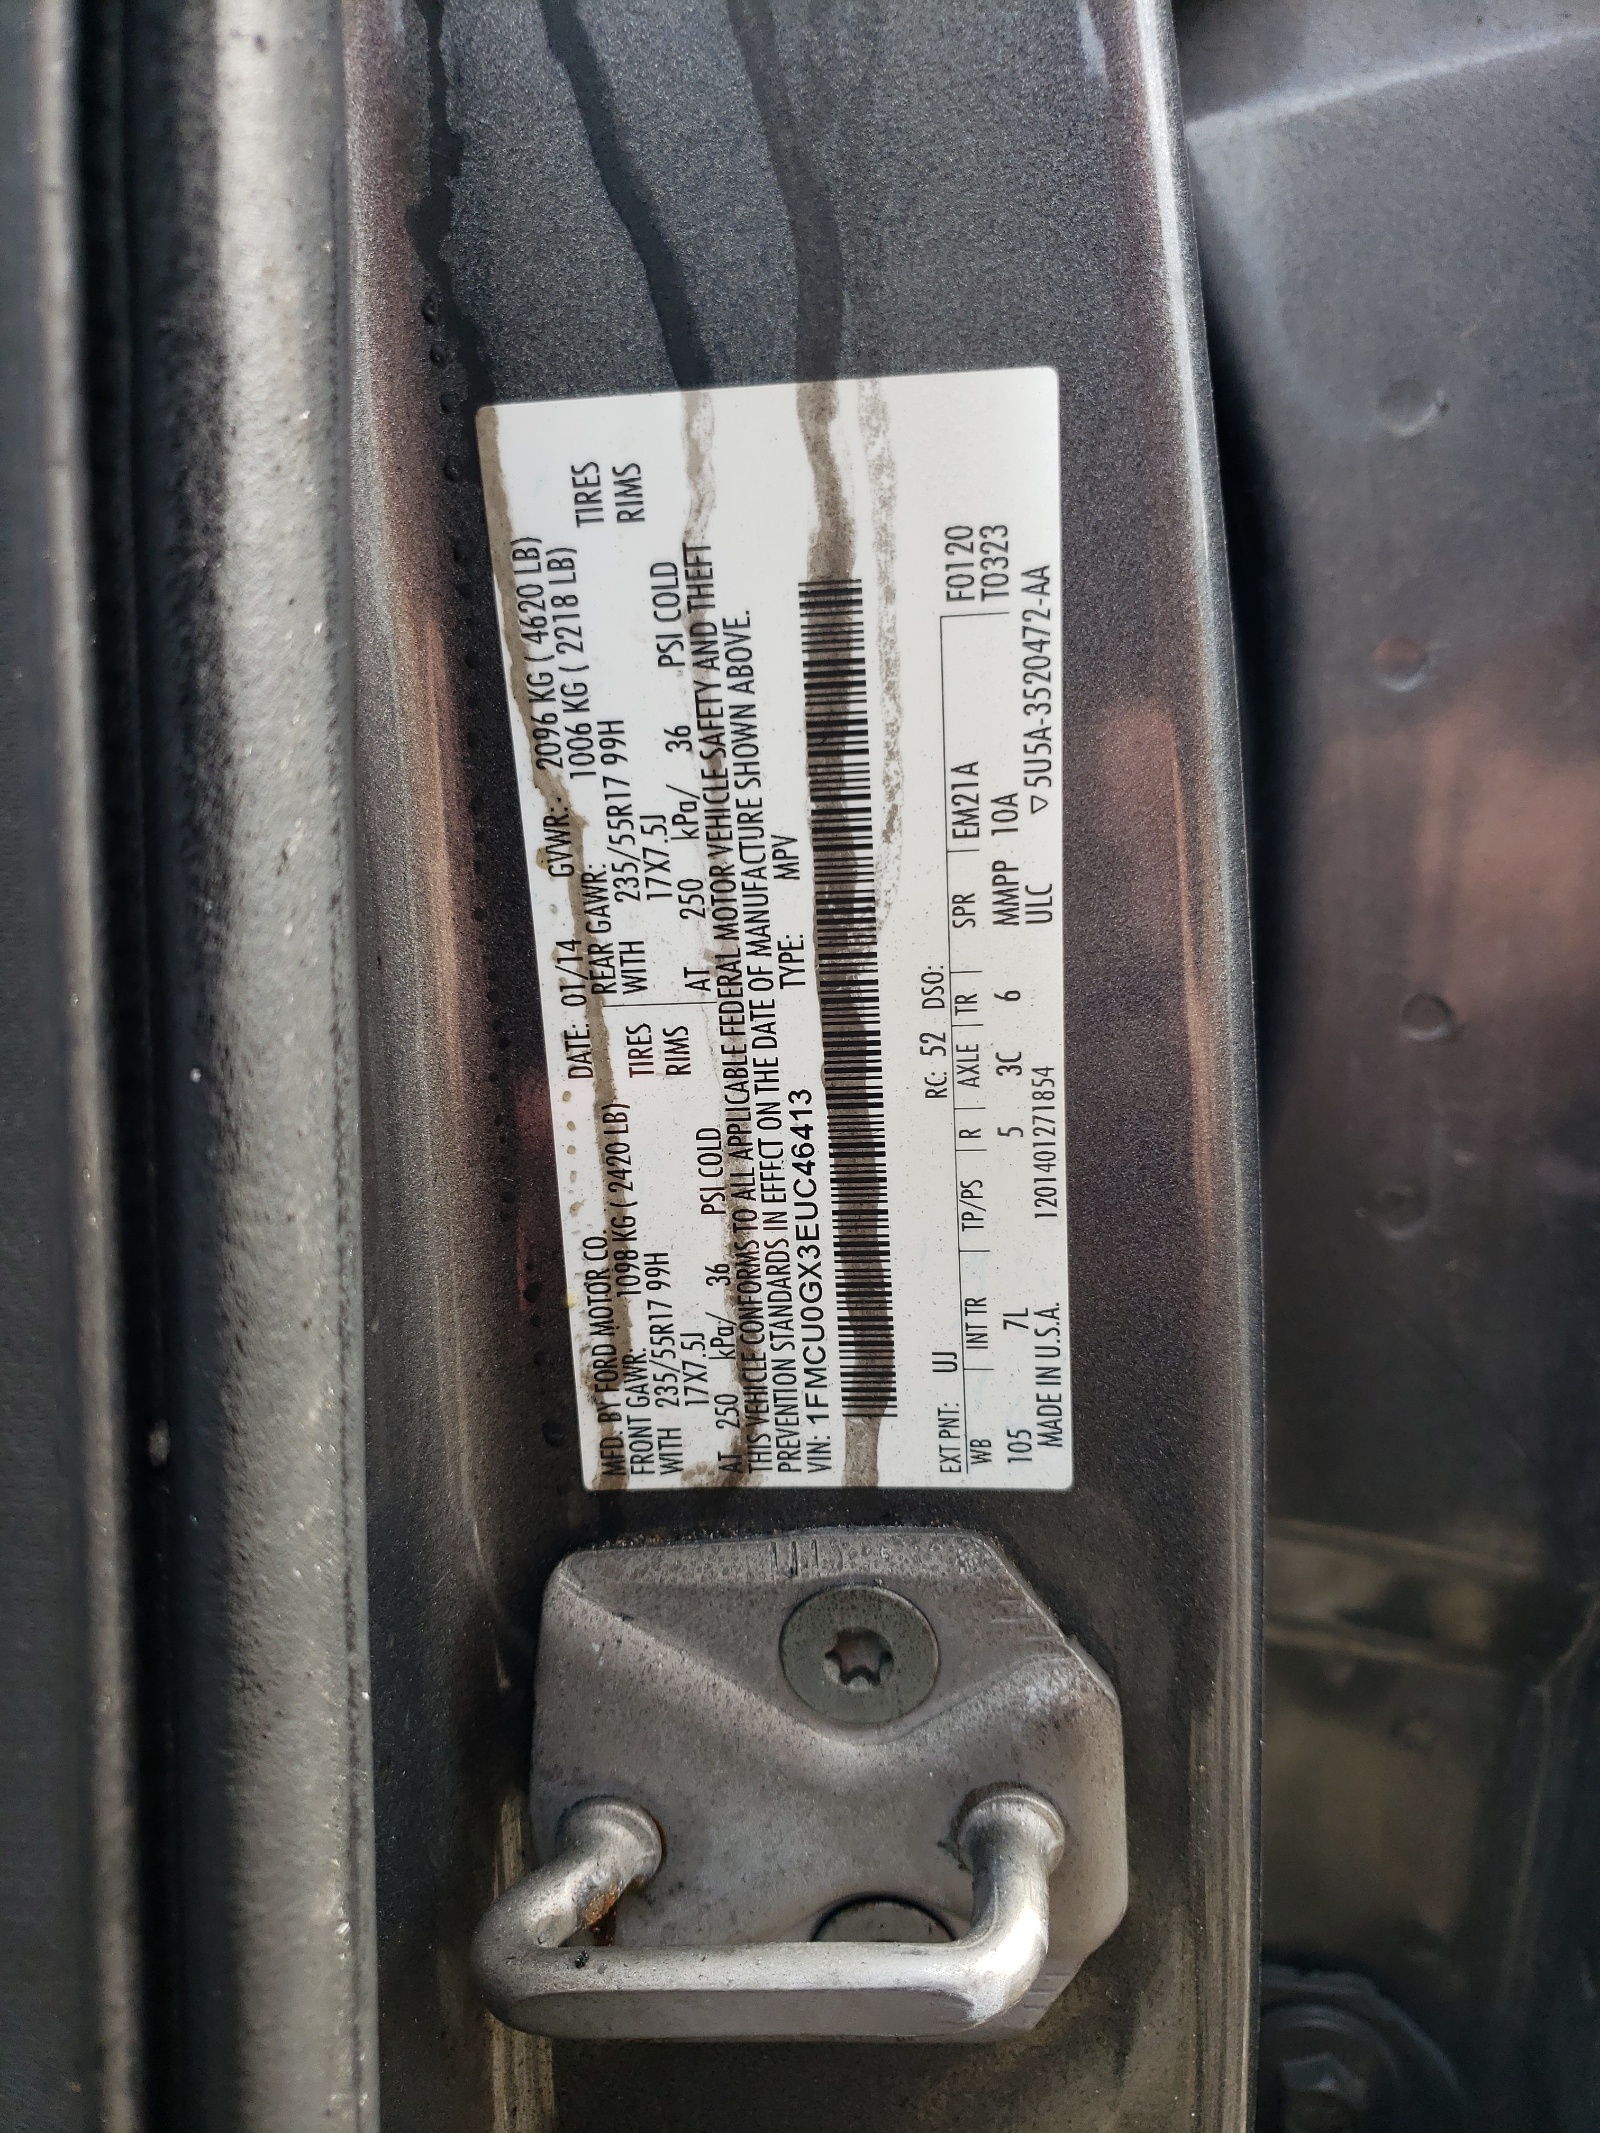 MFD. BY FORD MOTOR CO. DATE: 01/14 GVWR: 2096 KG ( 4620 LB)
FRONT GAWR: 1098 KG ( 2420 LB) REAR GAWR: 1006 KG ( 2218 LB)
WITH 235/55R17 99H TIRES WITH 235/55R17 99H TIRES
17X7.5J RIMS 17X7.5J RIMS
AT 250 kPa/ 36 PSI COLD AT 250 kPa/ 36 PSI COLD
THIS VEHICLE CONFORMS TO ALL APPLICABLE FEDERAL MOTOR VEHICLE SAFETY AND THEFT
PREVENTION STANDARDS IN EFFECT ON THE DATE OF MANUFACTURE SHOWN ABOVE.
VIN: 1FMCU0GX3EUC46413 TYPE: MPV
EXT PNT: UJ RC: 52 DSO: F0120
WB INT TR TP/PS R AXLE TR SPR EM21A T0323
105 7L 5 3C 6 MMPP 10A
MADE IN U.S.A. 1201401271854 ULC ▽5U5A-3520472-AA